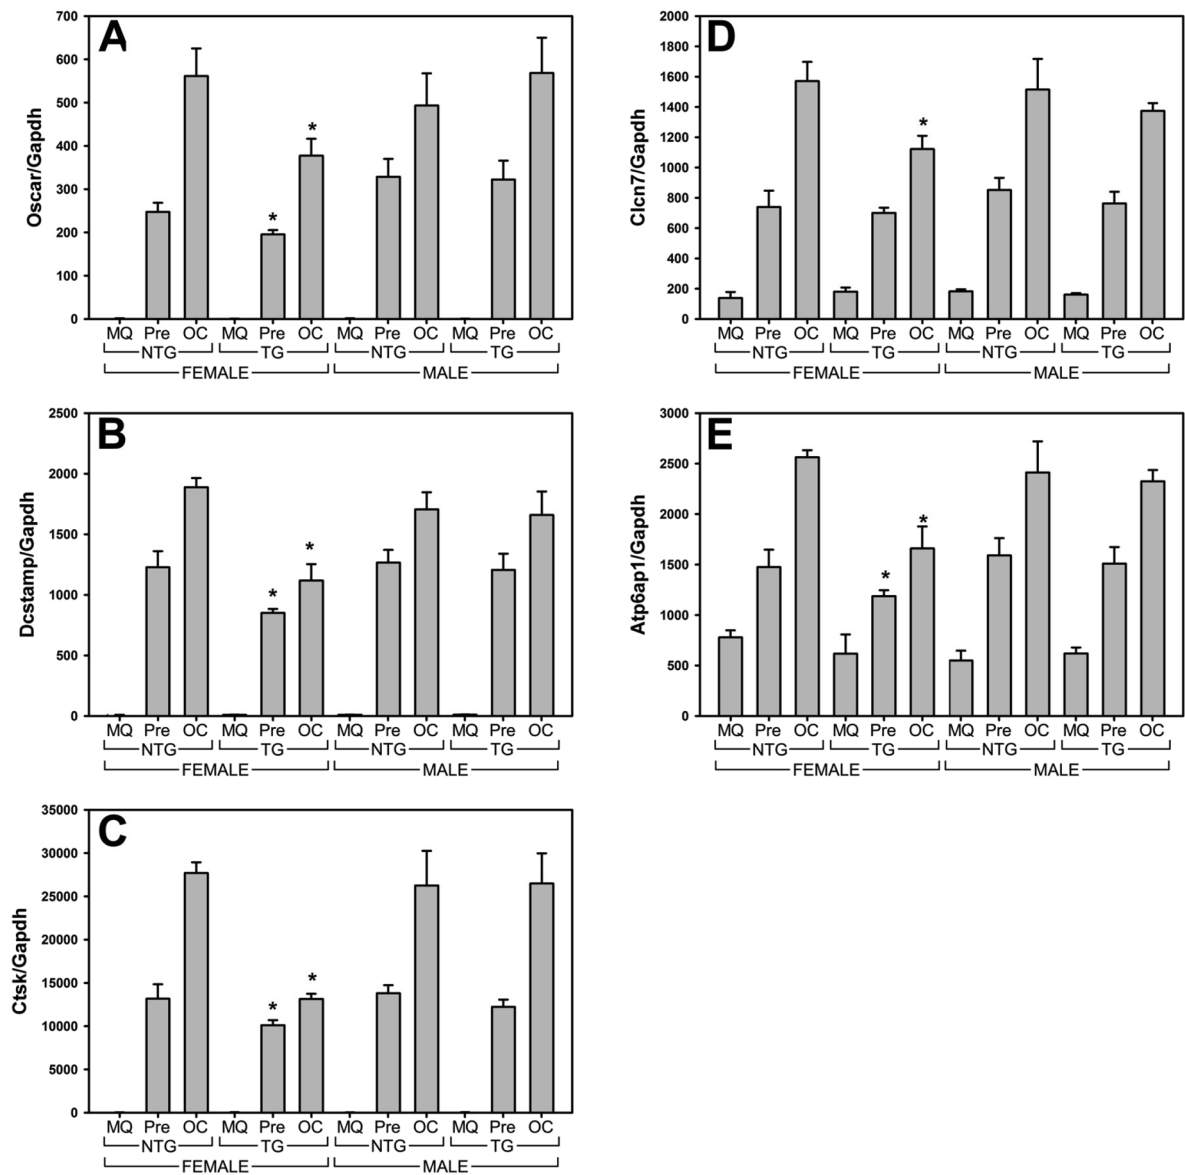 A
Oscar/Gapdh
700
600
500
400
300
200
100
0
MQ Pre OC MQ Pre OC MQ Pre OC MQ Pre OC
NTG TG NTG TG
FEMALE MALE
D
Clcn7/Gapdh
2000
1800
1600
1400
1200
1000
800
600
400
200
0
* 
MQ Pre OC MQ Pre OC MQ Pre OC MQ Pre OC
NTG TG NTG TG
FEMALE MALE
B
Dcstamp/Gapdh
2500
2000
1500
1000
500
0
* *
MQ Pre OC MQ Pre OC MQ Pre OC MQ Pre OC
NTG TG NTG TG
FEMALE MALE
E
Atp6ap1/Gapdh
3000
2500
2000
1500
1000
500
0
* *
MQ Pre OC MQ Pre OC MQ Pre OC MQ Pre OC
NTG TG NTG TG
FEMALE MALE
C
Ctsk/Gapdh
35000
30000
25000
20000
15000
10000
5000
0
* *
MQ Pre OC MQ Pre OC MQ Pre OC MQ Pre OC
NTG TG NTG TG
FEMALE MALE